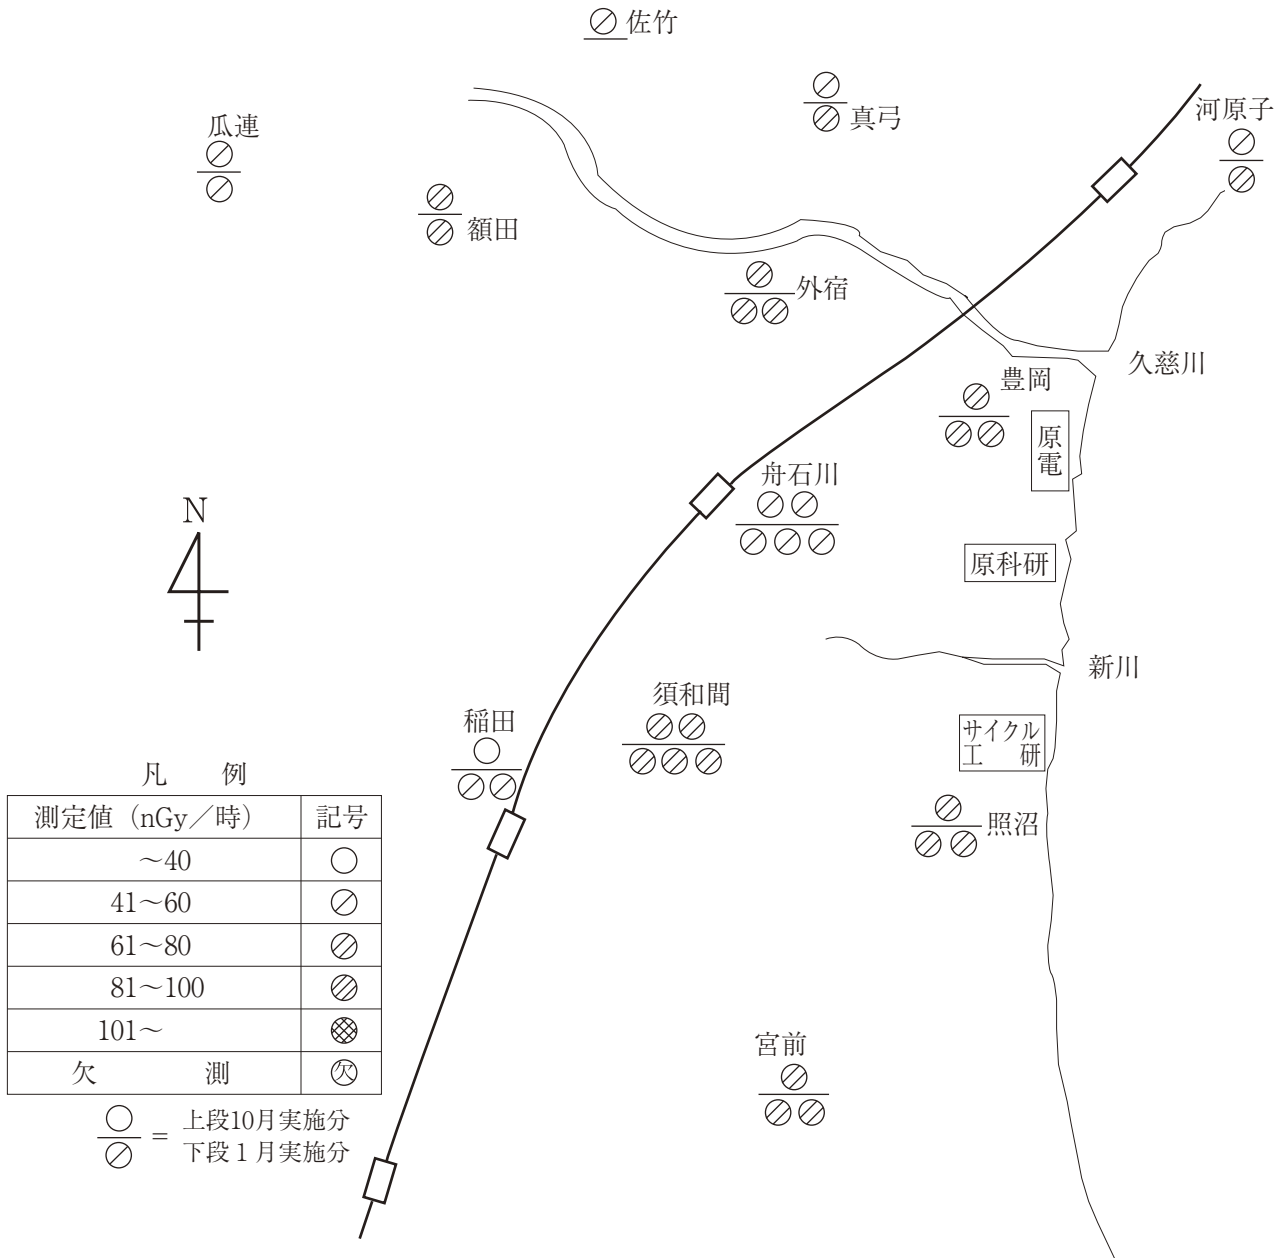 佐竹
真弓
河原子
瓜連
額田
外宿
久慈川
豊岡
原電
舟石川
N
原科研
新川
須和間
稲田
サイクル
工 研
照沼
凡 例
測定値（nGy／時） 記号
～40
41～60
61～80
81～100
101～
欠 測 欠
＝ 上段10月実施分
下段１月実施分
宮前